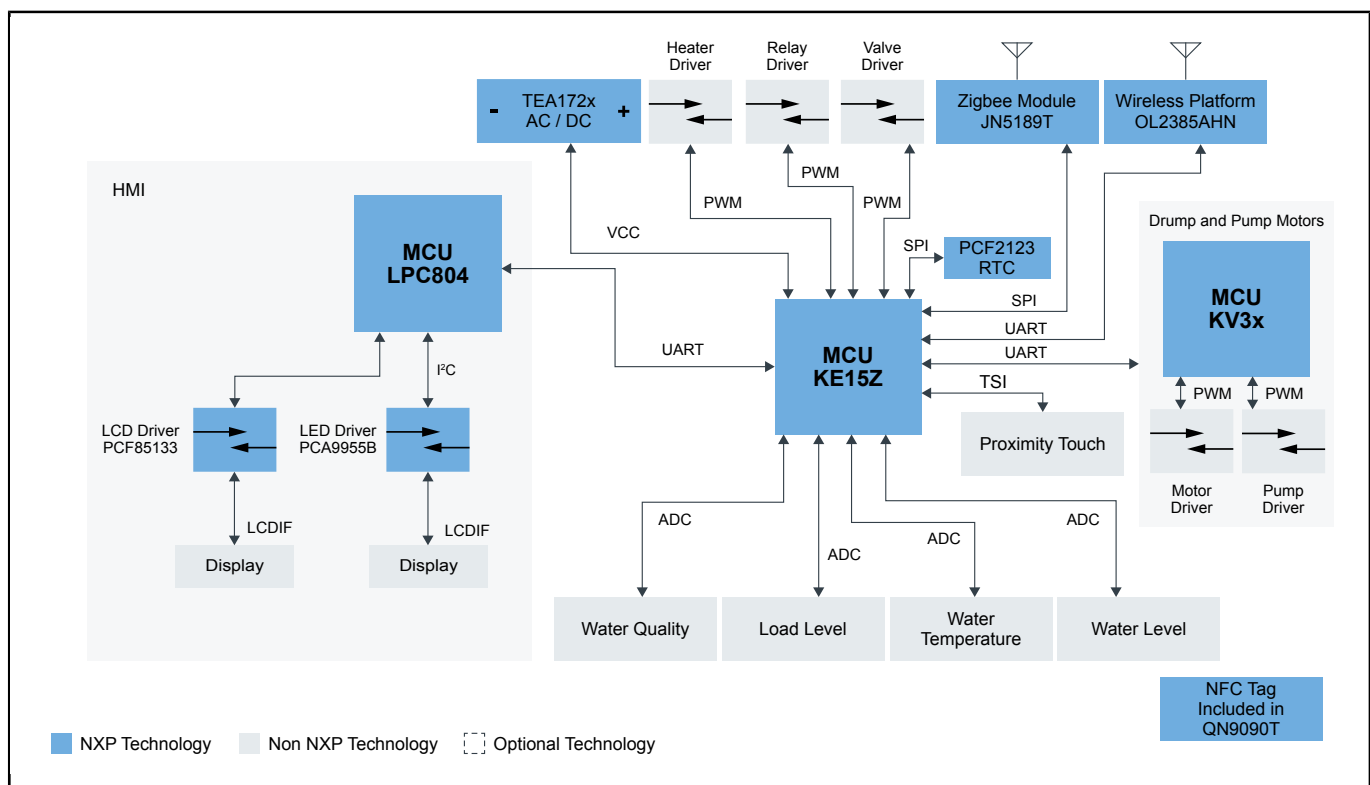 Heater
Driver
Relay
Driver
Valve
Driver
- TEA172x +
AC / DC
Zigbee Module
JN5189T
Wireless Platform
OL2385AHN
HMI
MCU
LPC804
VCC
PWM
PWM
PWM
SPI
PCF2123
RTC
SPI
UART
UART
TSI
UART
MCU
KE15Z
Proximity Touch
Drump and Pump Motors
MCU
KV3x
PWM
PWM
Motor
Driver
Pump
Driver
I²C
LCD Driver
PCF85133
LED Driver
PCA9955B
LCDIF
LCDIF
Display
Display
ADC
ADC
ADC
ADC
Water Quality
Load Level
Water
Temperature
Water Level
NFC Tag
Included in
QN9090T
NXP Technology
Non NXP Technology
Optional Technology